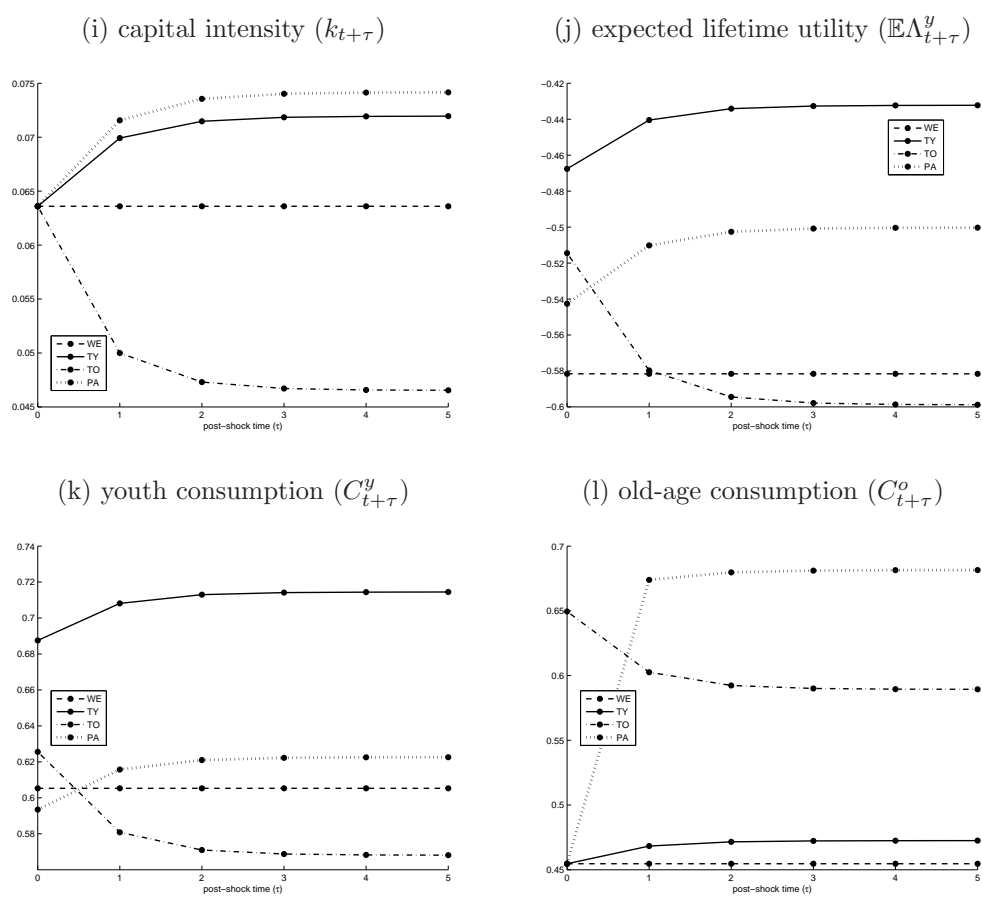 (i) capital intensity (k_{t+τ})
0.075
0.07
0.065
0.06
0.055
0.05
0.045
WE
TY
TO
PA
0 1 2 3 4 5
post−shock time (τ)
(j) expected lifetime utility (𝔼Λ^y_{t+τ})
−0.42
−0.44
−0.46
−0.48
−0.5
−0.52
−0.54
−0.56
−0.58
−0.6
WE
TY
TO
PA
0 1 2 3 4 5
post−shock time (τ)
(k) youth consumption (C^y_{t+τ})
0.74
0.72
0.7
0.68
0.66
0.64
0.62
0.6
0.58
WE
TY
TO
PA
0 1 2 3 4 5
post−shock time (τ)
(l) old-age consumption (C^o_{t+τ})
0.7
0.65
0.6
0.55
0.5
0.45
WE
TY
TO
PA
0 1 2 3 4 5
post−shock time (τ)